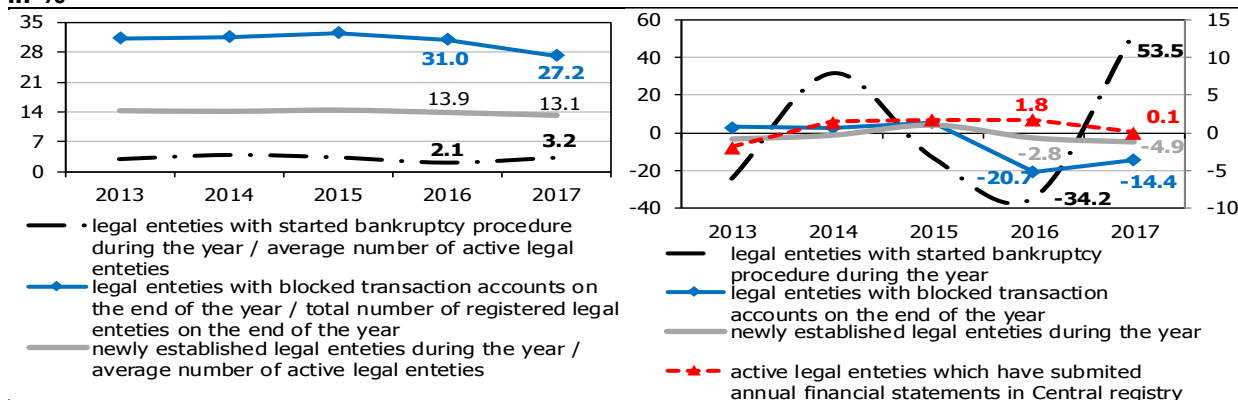 in %
35
28
21
14
7
0
31.0
27.2
13.9
13.1
2.1
3.2
2013 2014 2015 2016 2017
legal enteties with started bankruptcy procedure
during the year / average number of active legal
enteties
legal enteties with blocked transaction accounts on
the end of the year / total number of registered legal
enteties on the end of the year
newly established legal enteties during the year /
average number of active legal enteties
60
40
20
0
-20
-40
15
10
5
0
-5
-10
53.5
1.8
0.1
-2.8
-4.9
-20.7
-14.4
-34.2
2013 2014 2015 2016 2017
legal enteties with started bankruptcy
procedure during the year
legal enteties with blocked transaction
accounts on the end of the year
newly established legal enteties during the year
active legal enteties which have submited
annual financial statements in Central registry